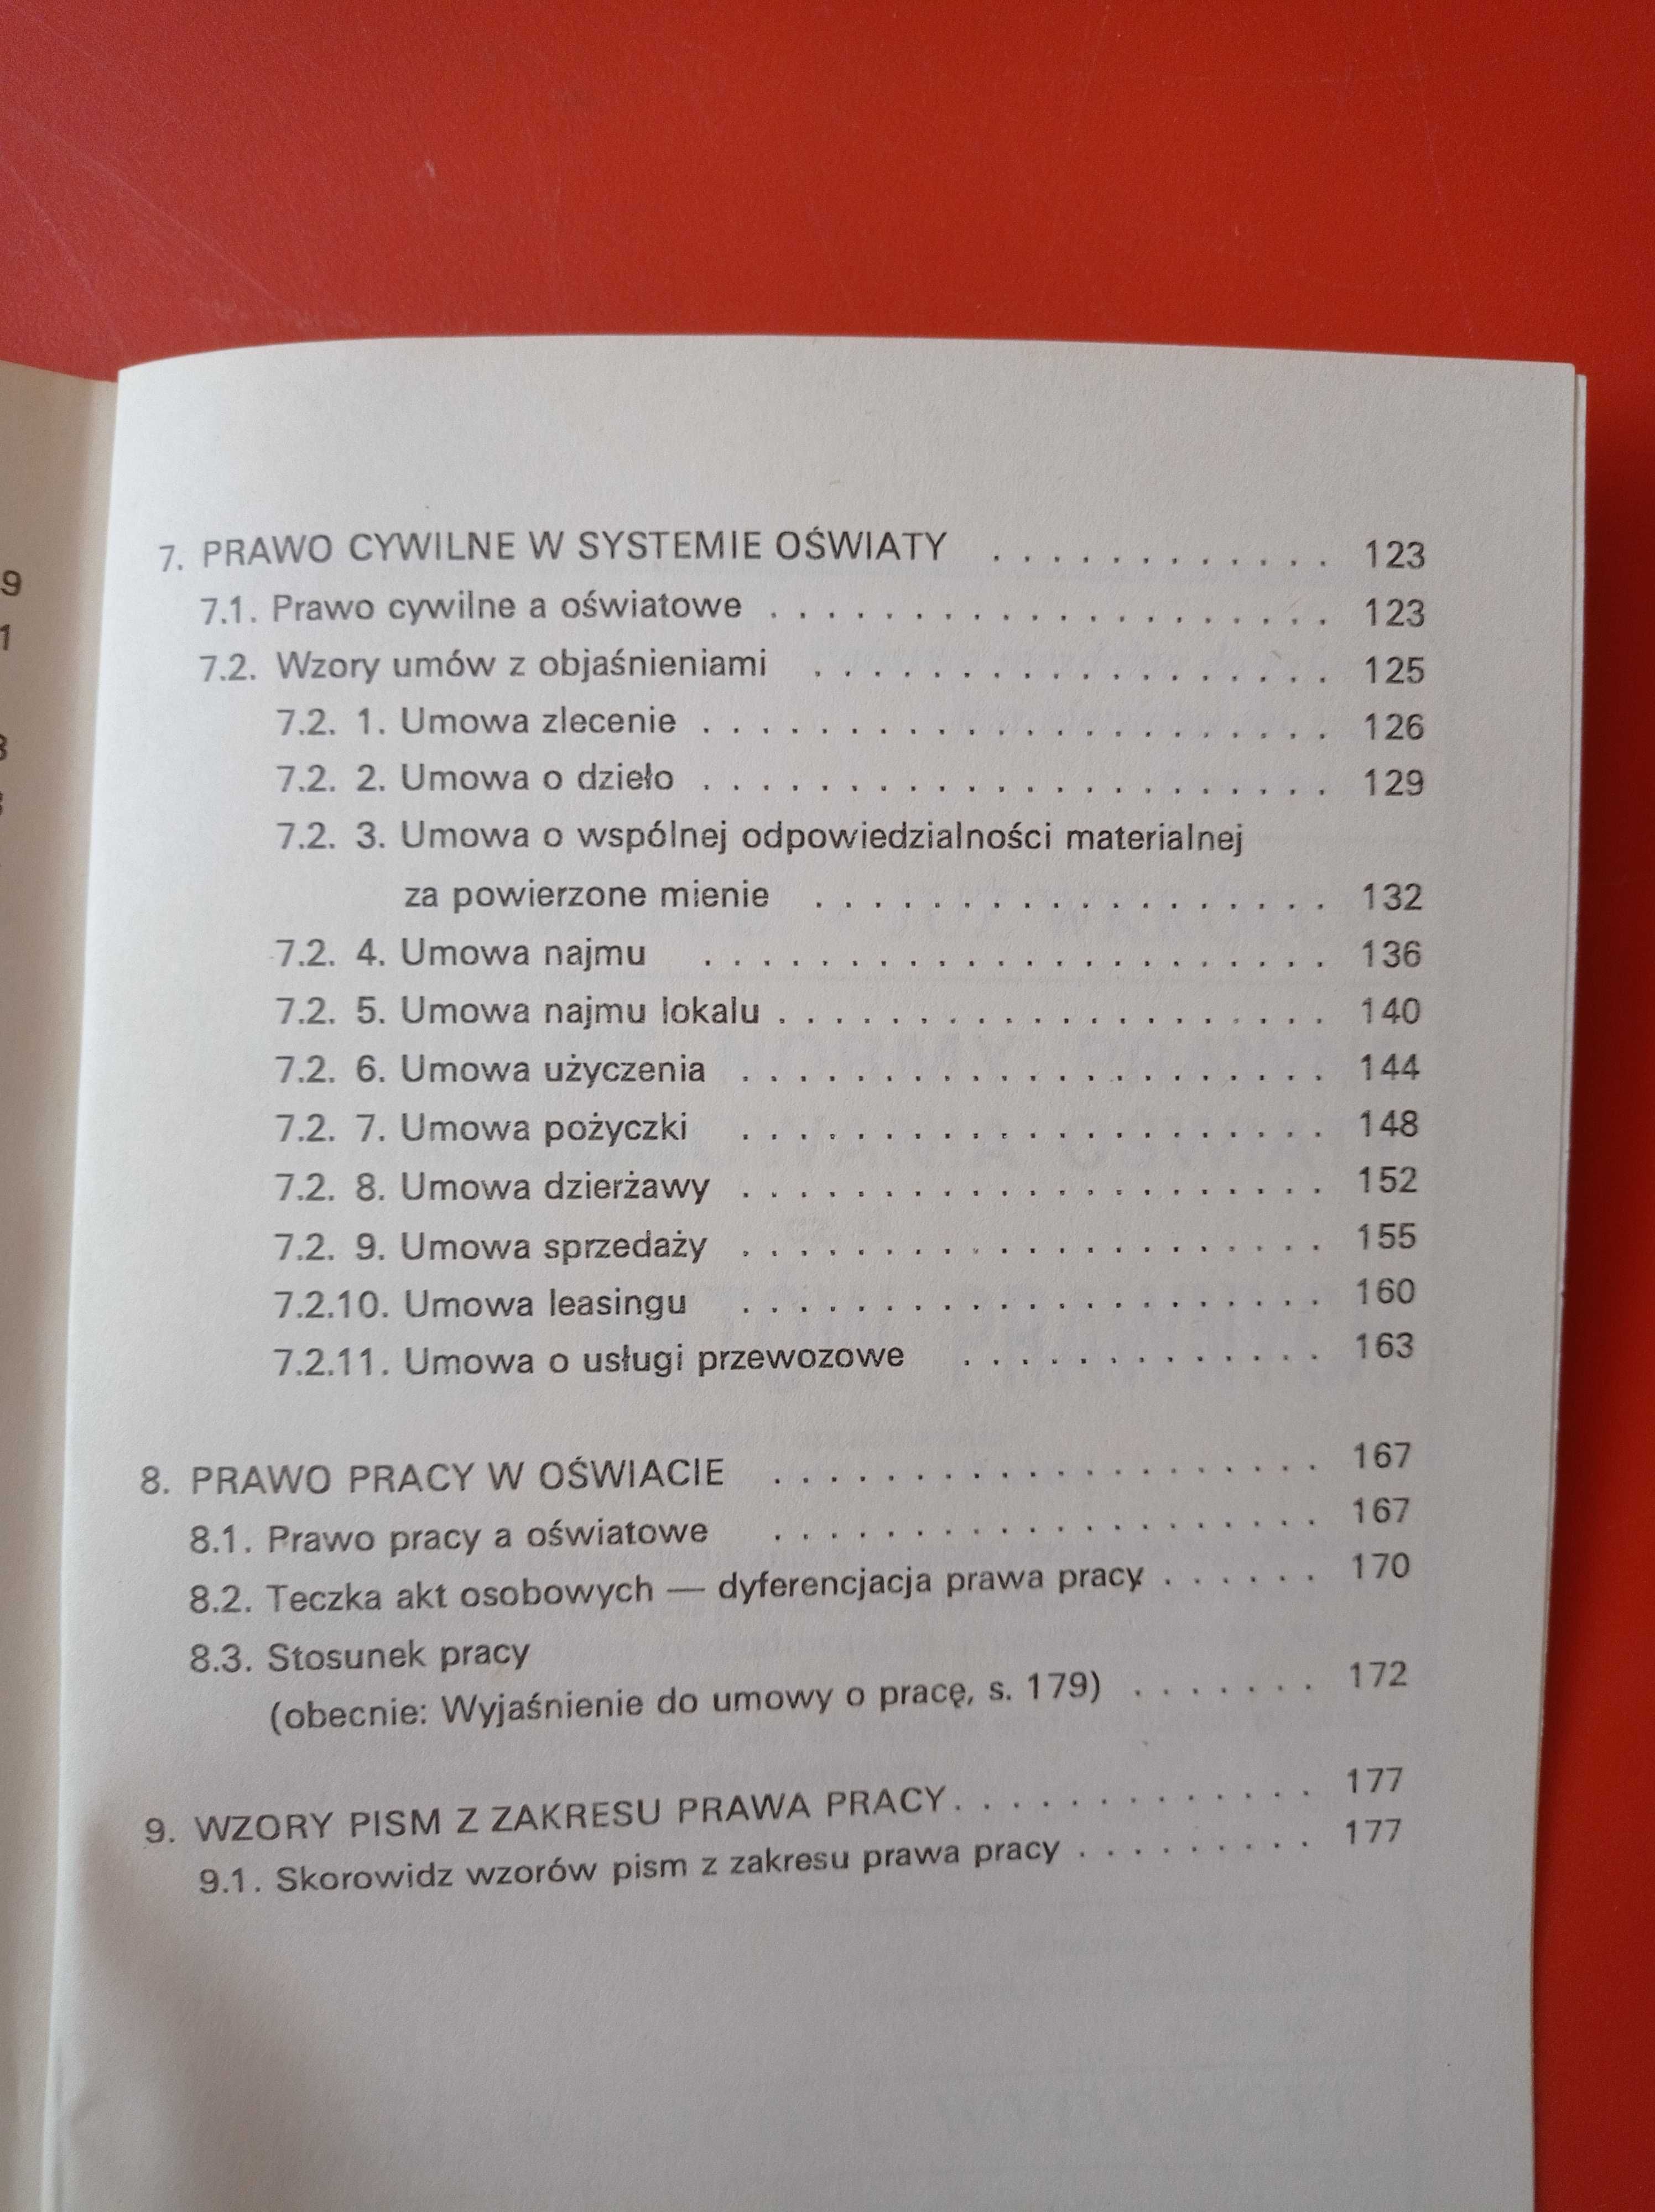 7. PRAWO CYWILNE W SYSTEMIE OŚWIATY . . . . . . . . . . . . 123
7.1. Prawo cywilne a oświatowe . . . . . . . . . . . . . . . . . . . . 123
7.2. Wzory umów z objaśnieniami . . . . . . . . . . . . . . . . . . 125
7.2. 1. Umowa zlecenie . . . . . . . . . . . . . . . . . . . . . . 126
7.2. 2. Umowa o dzieło . . . . . . . . . . . . . . . . . . . . . . 129
7.2. 3. Umowa o wspólnej odpowiedzialności materialnej
za powierzone mienie . . . . . . . . . . . . . . . . . . 132
7.2. 4. Umowa najmu . . . . . . . . . . . . . . . . . . . . . . 136
7.2. 5. Umowa najmu lokalu . . . . . . . . . . . . . . . . . . . . 140
7.2. 6. Umowa użyczenia . . . . . . . . . . . . . . . . . . . . . 144
7.2. 7. Umowa pożyczki . . . . . . . . . . . . . . . . . . . . . 148
7.2. 8. Umowa dzierżawy . . . . . . . . . . . . . . . . . . . . . 152
7.2. 9. Umowa sprzedaży . . . . . . . . . . . . . . . . . . . . . 155
7.2.10. Umowa leasingu . . . . . . . . . . . . . . . . . . . . . 160
7.2.11. Umowa o usługi przewozowe . . . . . . . . . . . . . 163
8. PRAWO PRACY W OŚWIACIE . . . . . . . . . . . . . . . . . . . . 167
8.1. Prawo pracy a oświatowe . . . . . . . . . . . . . . . . . . . . 167
8.2. Teczka akt osobowych — dyferencjacja prawa pracy . . . . . . 170
8.3. Stosunek pracy
(obecnie: Wyjaśnienie do umowy o pracę, s. 179) . . . . . . . 172
9. WZORY PISM Z ZAKRESU PRAWA PRACY . . . . . . . . . . . . . 177
9.1. Skorowidz wzorów pism z zakresu prawa pracy . . . . . . . . . 177